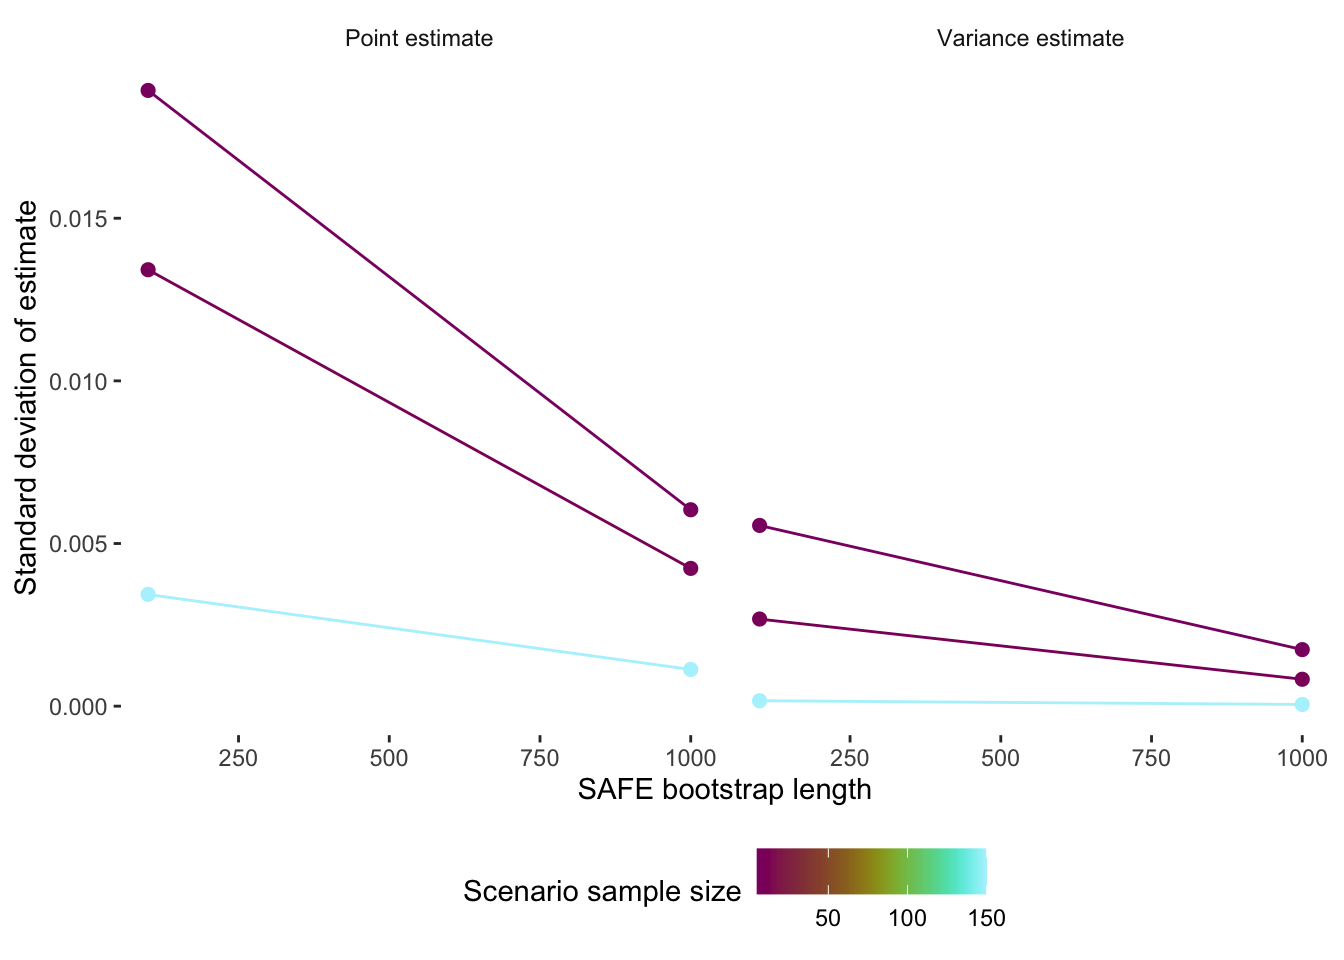 Point estimate
Variance estimate
Standard deviation of estimate
0.015
0.010
0.005
0.000
250 500 750 1000
250 500 750 1000
SAFE bootstrap length
Scenario sample size
50 100 150